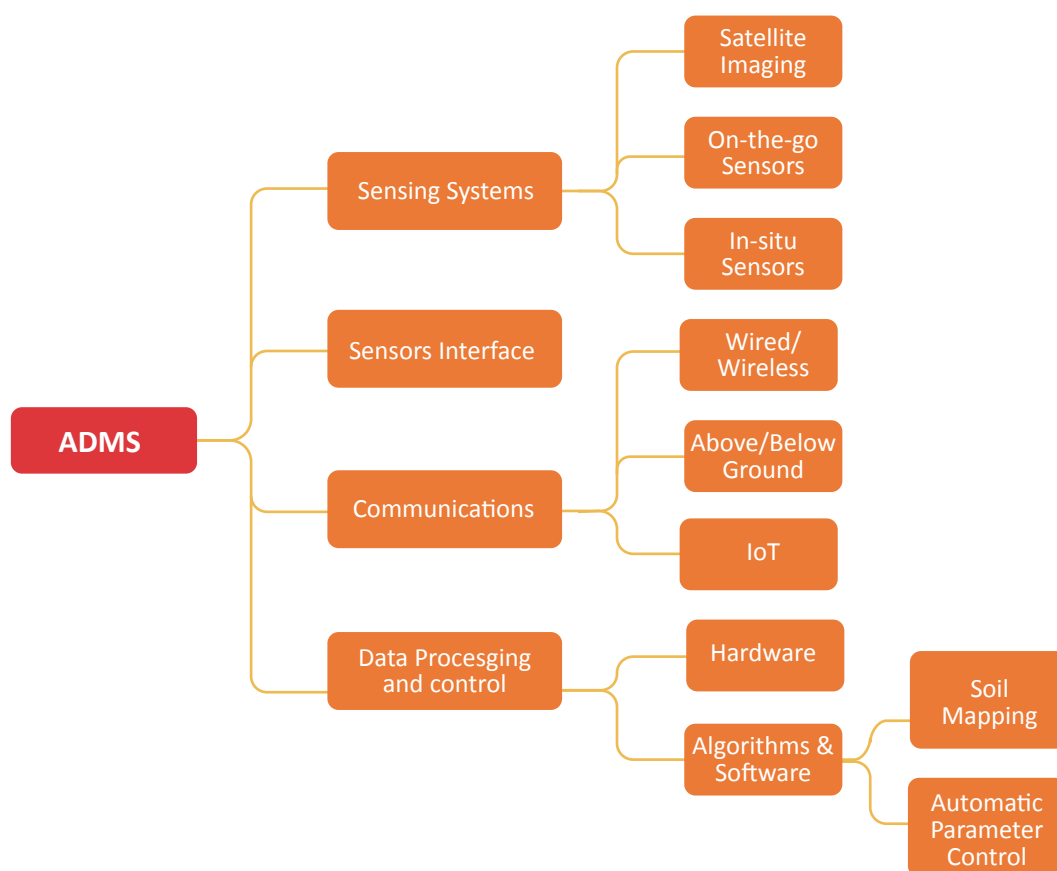 Satellite
Imaging
On-the-go
Sensors
Sensing Systems
In-situ
Sensors
Sensors Interface
Wired/
Wireless
ADMS
Above/Below
Ground
Communications
IoT
Data Procesging
and control
Hardware
Soil
Mapping
Algorithms &
Software
Automatic
Parameter
Control